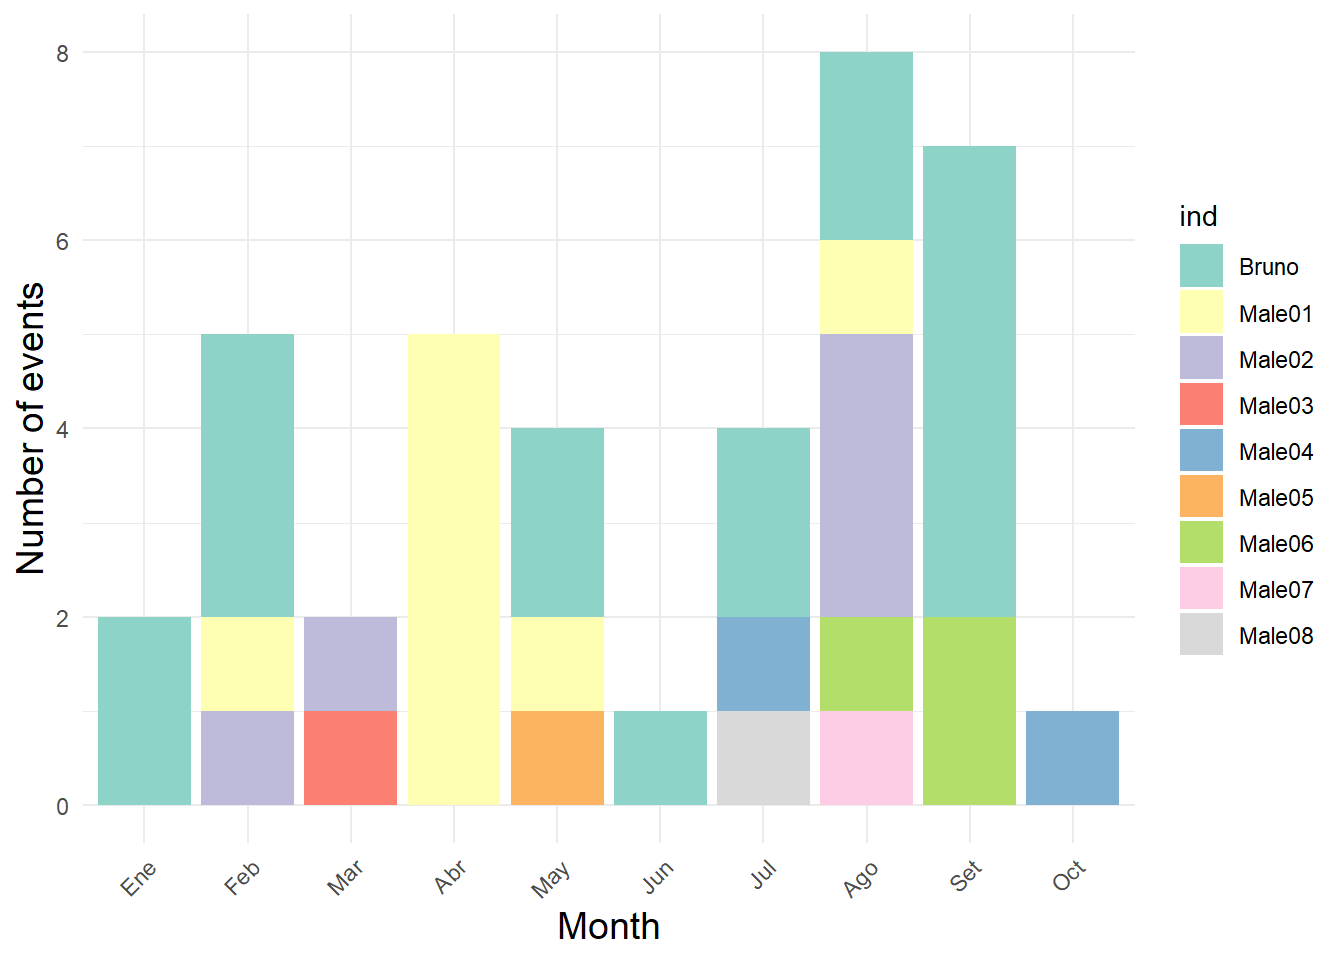 Number of events
8
6
4
2
0
Ene Feb Mar Abr May Jun Jul Ago Set Oct
Month
ind
Bruno
Male01
Male02
Male03
Male04
Male05
Male06
Male07
Male08